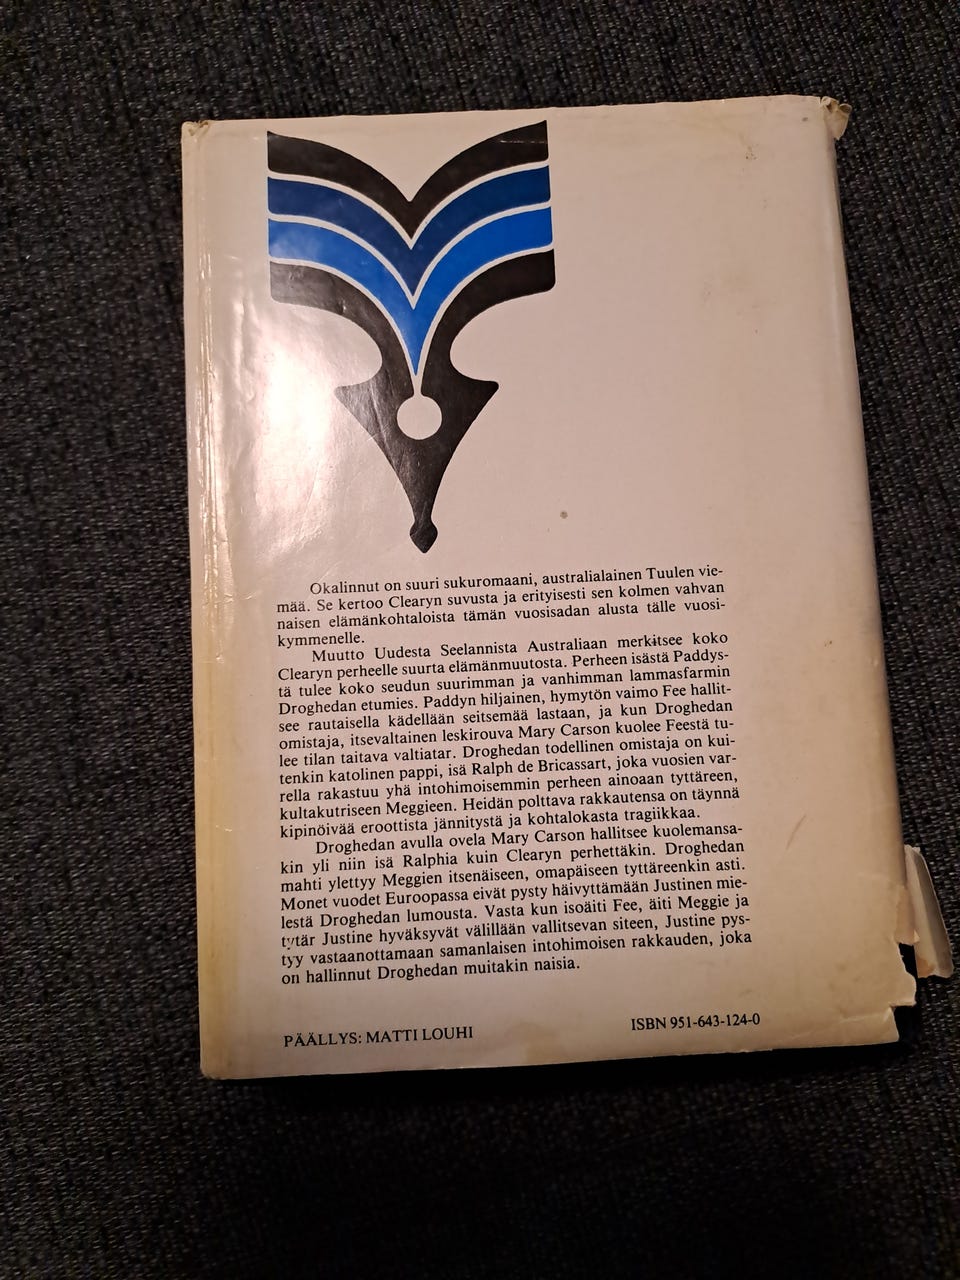 Okalinnut on suuri sukuromaani, australialainen Tuulen vie-
mää. Se kertoo Clearyn suvusta ja erityisesti sen kolmen vahvan
naisen elämänkohtaloista tämän vuosisadan alusta tälle vuosi-
kymmenelle.
Muutto Uudesta Seelannista Australiaan merkitsee koko
Clearyn perheelle suurta elämänmuutosta. Perheen isästä Paddys-
tä tulee koko seudun suurimman ja vanhimman lammasfarmin
Droghedan etumies. Paddyn hiljainen, hymytön vaimo Fee hallit-
see rautaisella kädellään seitsemää lastaan, ja kun Droghedan
omistaja, itsevaltainen leskirouva Mary Carson kuolee Feestä tu-
lee tilan taitava valtiatar. Droghedan todellinen omistaja on kui-
tenkin katolinen pappi, isä Ralph de Bricassart, joka vuosien var-
rella rakastuu yhä intohimoisemmin perheen ainoaan tyttäreen,
kultakutriseen Meggieen. Heidän polttava rakkautensa on täynnä
kipinöivää eroottista jännitystä ja kohtalokasta tragiikkaa.
Droghedan avulla ovela Mary Carson hallitsee kuolemansa-
kin yli niin isä Ralphia kuin Clearyn perhettäkin. Droghedan
mahti ylettyy Meggien itsenäiseen, omapäiseen tyttäreenkin asti.
Monet vuodet Euroopassa eivät pysty häivyttämään Justinen mie-
lestä Droghedan lumousta. Vasta kun isoäiti Fee, äiti Meggie ja
tytär Justine hyväksyvät välillään vallitsevan siteen, Justine pys-
tyy vastaanottamaan samanlaisen intohimoisen rakkauden, joka
on hallinnut Droghedan muitakin naisia.
PÄÄLLYS: MATTI LOUHI
ISBN 951-643-124-0